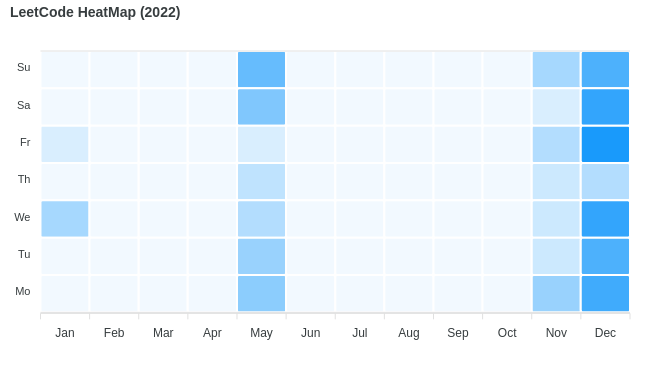 LeetCode HeatMap (2022)
Su
Sa
Fr
Th
We
Tu
Mo
Jan Feb Mar Apr May Jun Jul Aug Sep Oct Nov Dec